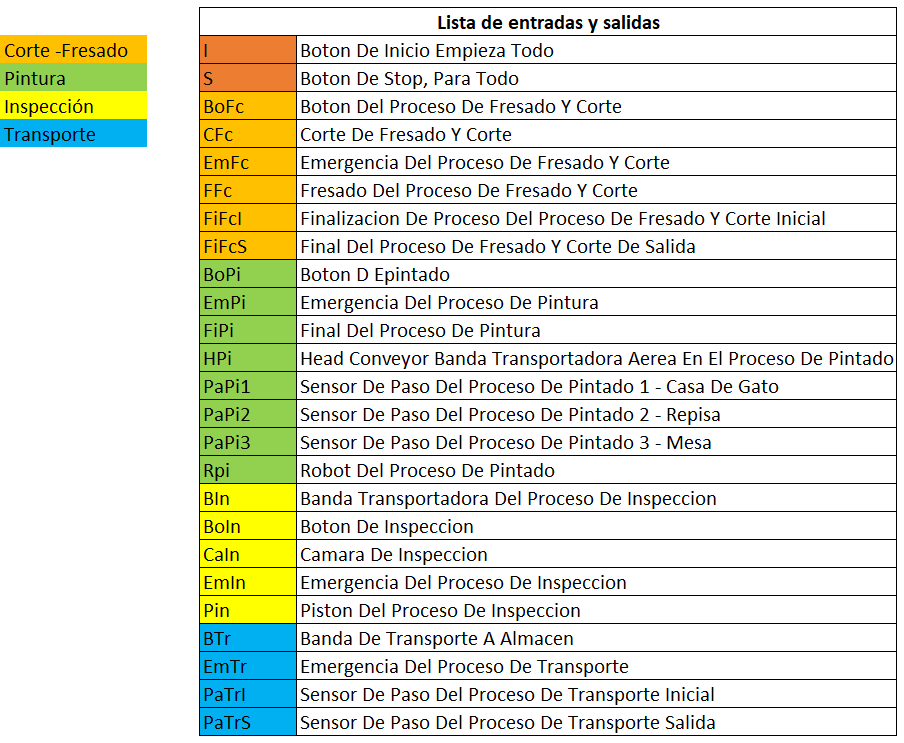 Lista de entradas y salidas
Corte -Fresado
Pintura
Inspección
Transporte
I Boton De Inicio Empieza Todo
S Boton De Stop, Para Todo
BoFc Boton Del Proceso De Fresado Y Corte
CFc Corte De Fresado Y Corte
EmFc Emergencia Del Proceso De Fresado Y Corte
FFc Fresado Del Proceso De Fresado Y Corte
FiFcI Finalizacion De Proceso Del Proceso De Fresado Y Corte Inicial
FiFcS Final Del Proceso De Fresado Y Corte De Salida
BoPi Boton D Epintado
EmPi Emergencia Del Proceso De Pintura
FiPi Final Del Proceso De Pintura
HPi Head Conveyor Banda Transportadora Aerea En El Proceso De Pintado
PaPi1 Sensor De Paso Del Proceso De Pintado 1 - Casa De Gato
PaPi2 Sensor De Paso Del Proceso De Pintado 2 - Repisa
PaPi3 Sensor De Paso Del Proceso De Pintado 3 - Mesa
Rpi Robot Del Proceso De Pintado
BIn Banda Transportadora Del Proceso De Inspeccion
BoIn Boton De Inspeccion
CaIn Camara De Inspeccion
EmIn Emergencia Del Proceso De Inspeccion
Pin Piston Del Proceso De Inspeccion
BTr Banda De Transporte A Almacen
EmTr Emergencia Del Proceso De Transporte
PaTrI Sensor De Paso Del Proceso De Transporte Inicial
PaTrS Sensor De Paso Del Proceso De Transporte Salida